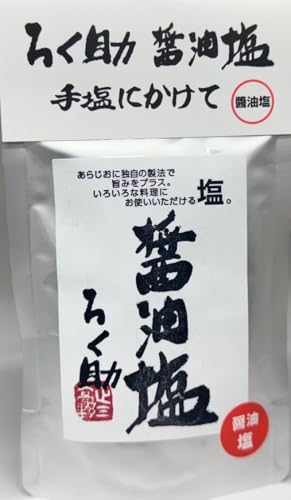 ろく助 醤油塩
手塩にかけて
醤油塩
あらじおに独自の製法で
旨みをプラス。
いろいろな料理に
お使いいただける塩。
醤油塩
ろく助
醤油
塩